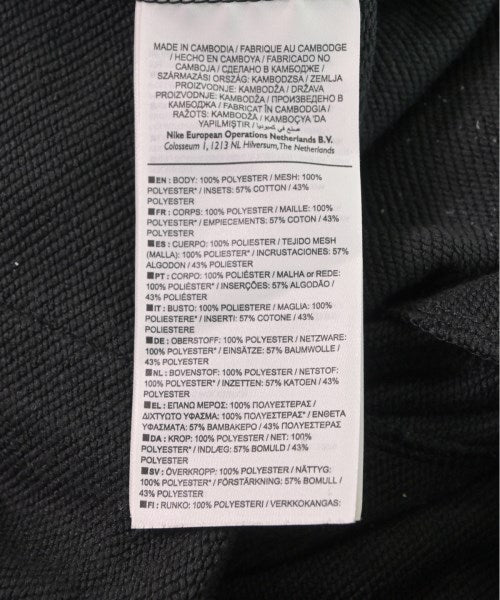 MADE IN CAMBODIA / FABRIQUE AU CAMBODGE
/ HECHO EN CAMBOYA / FABRICADO NO
CAMBOJA / СДЕЛАНО В КАМБОДЖЕ /
SZÁRMAZÁSI ORSZÁG: KAMBODZSA / ZEMLJA
PROIZVODNJE: KAMBODŽA / DRŽAVA
PROIZVODNJE: KAMBODŽA / ПРОИЗВЕДЕНО В
КАМБОДЖА / FABRICAT ÎN CAMBODGIA /
RAŽOTS: KAMBODŽĀ / KAMBOÇYA 'DA
YAPILMIŞTIR / صنع في كمبوديا
Nike European Operations Netherlands B.V.
Colosseum 1, 1213 NL Hilversum, The Netherlands
EN: BODY: 100% POLYESTER / MESH: 100%
POLYESTER* / INSETS: 57% COTTON / 43%
POLYESTER
FR: CORPS: 100% POLYESTER / MAILLE: 100%
POLYESTER* / EMPIECEMENTS: 57% COTON / 43%
POLYESTER
ES: CUERPO: 100% POLYESTER / TEJIDO MESH
(MALLA): 100% POLYESTER* / INCRUSTACIONES: 57%
ALGODON / 43% POLYESTER
PT: CORPO: 100% POLIÉSTER / MALHA or REDE:
100% POLIÉSTER* / INSERÇÕES: 57% ALGODÃO /
43% POLIÉSTER
IT: BUSTO: 100% POLIESTERE / MAGLIA: 100%
POLIESTERE* / INSERTI: 57% COTONE / 43%
POLIESTERE
DE: OBERSTOFF: 100% POLYESTER / NETZWARE:
100% POLYESTER* / EINSÄTZE: 57% BAUMWOLLE /
43% POLYESTER
NL: BOVENSTOF: 100% POLYESTER / NETSTOF:
100% POLYESTER* / INZETTEN: 57% KATOEN / 43%
POLYESTER
EL: ΕΠΑΝΩ ΜΕΡΟΣ: 100% ΠΟΛΥΕΣΤΕΡΑΣ /
ΔΙΧΤΥΩΤΟ ΥΦΑΣΜΑ: 100% ΠΟΛΥΕΣΤΕΡΑΣ* / ΕΝΘΕΤΑ
ΥΦΑΣΜΑΤΑ: 57% ΒΑΜΒΑΚΕΡΟ / 43% ΠΟΛΥΕΣΤΕΡΑΣ
DA: KROP: 100% POLYESTER / NET: 100%
POLYESTER* / INDLÆG: 57% BOMULD / 43%
POLYESTER
SV: ÖVERKROPP: 100% POLYESTER / NÄTTYG:
100% POLYESTER* / FÖRSTÄRKNING: 57% BOMULL /
43% POLYESTER
FI: RUNKO: 100% POLYESTERI / VERKKOKANGAS: